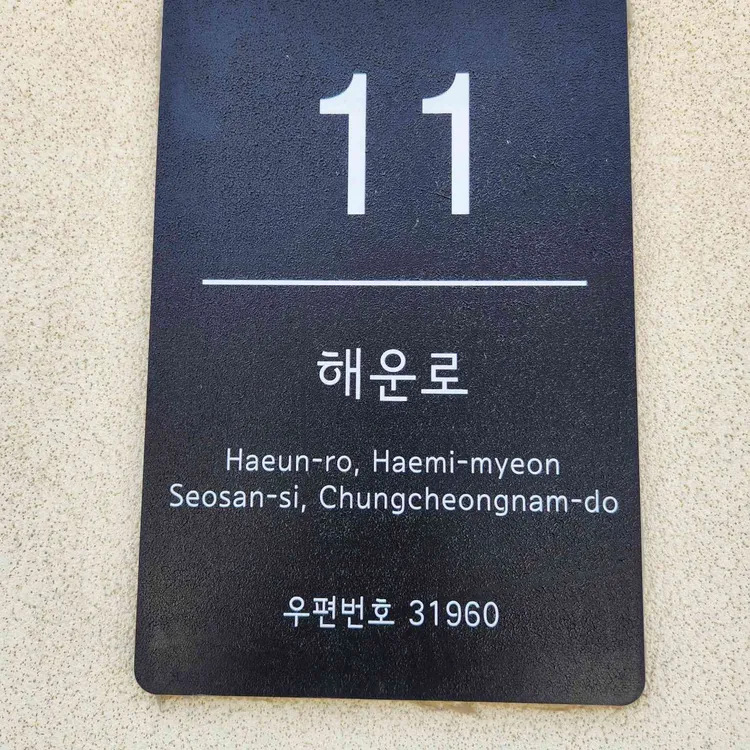 11
해운로
Haeun-ro, Haemi-myeon
Seosan-si, Chungcheongnam-do
우편번호 31960